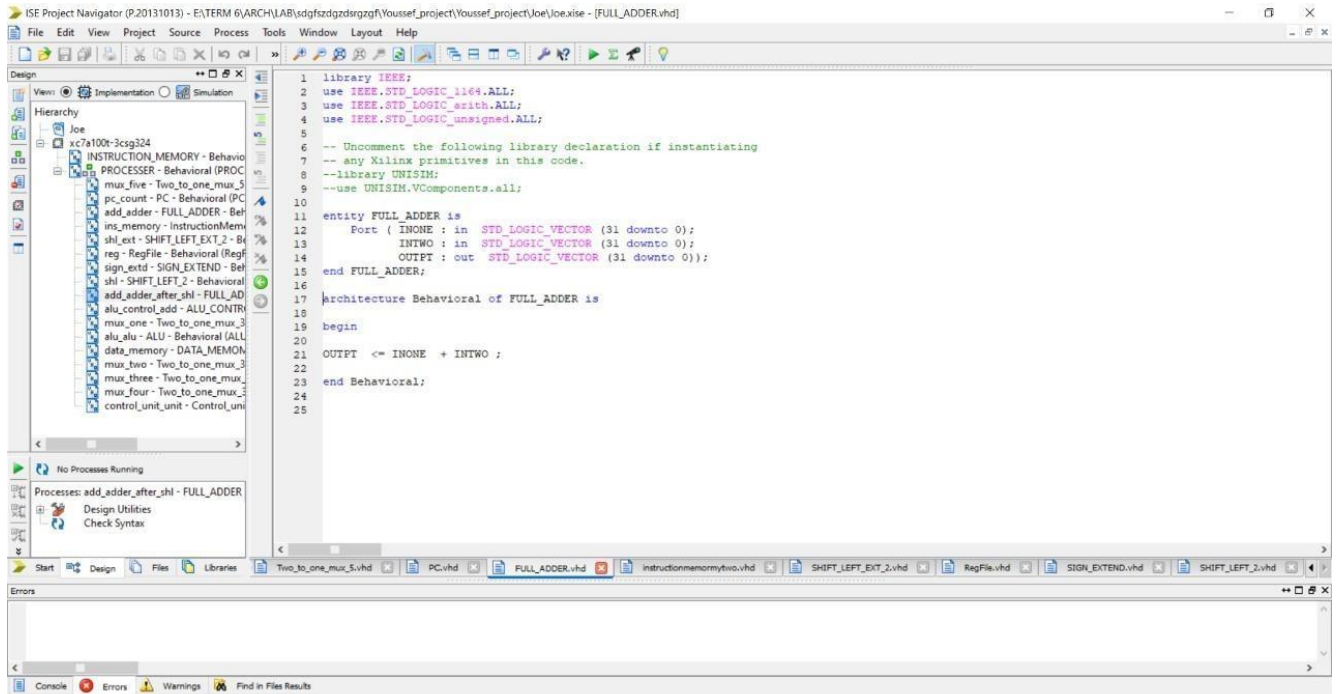 ISE Project Navigator (P.20131013) - E:\TERM 6\ARCH\LAB\sdgfszdgzdsrgzgf\Youssef_project\Youssef_project\Joe\Joe.xise - [FULL_ADDER.vhd]
File Edit View Project Source Process Tools Window Layout Help
Design
View: Implementation Simulation
Hierarchy
Joe
xc7a100t-3csg324
INSTRUCTION_MEMORY - Behavio
PROCESSER - Behavioral (PROC
mux_five - Two_to_one_mux_5
pc_count - PC - Behavioral (PC
add_adder - FULL_ADDER - Beh
ins_memory - InstructionMem
shl_ext - SHIFT_LEFT_EXT_2 - Be
reg - RegFile - Behavioral (RegF
sign_extd - SIGN_EXTEND - Beh
shl - SHIFT_LEFT_2 - Behavioral
add_adder_after_shl - FULL_AD
alu_control_add - ALU_CONTR
mux_one - Two_to_one_mux_3
alu_alu - ALU - Behavioral (ALU
data_memory - DATA_MEMO
mux_two - Two_to_one_mux_3
mux_three - Two_to_one_mux_
mux_four - Two_to_one_mux_3
control_unit_unit - Control_uni
No Processes Running
Processes: add_adder_after_shl - FULL_ADDER
Design Utilities
Check Syntax
Start Design Files Libraries
1 library IEEE;
2 use IEEE.STD_LOGIC_1164.ALL;
3 use IEEE.STD_LOGIC_arith.ALL;
4 use IEEE.STD_LOGIC_unsigned.ALL;
5
6 -- Uncomment the following library declaration if instantiating
7 -- any Xilinx primitives in this code.
8 --library UNISIM;
9 --use UNISIM.VComponents.all;
10
11 entity FULL_ADDER is
12 Port ( INONE : in STD_LOGIC_VECTOR (31 downto 0);
13 INTWO : in STD_LOGIC_VECTOR (31 downto 0);
14 OUTPT : out STD_LOGIC_VECTOR (31 downto 0));
15 end FULL_ADDER;
16
17 architecture Behavioral of FULL_ADDER is
18
19 begin
20
21 OUTPT <= INONE + INTWO ;
22
23 end Behavioral;
24
25
Two_to_one_mux_5.vhd PC.vhd FULL_ADDER.vhd instructionmemormytwo.vhd SHIFT_LEFT_EXT_2.vhd RegFile.vhd SIGN_EXTEND.vhd SHIFT_LEFT_2.vhd
Errors
Console Errors Warnings Find in Files Results